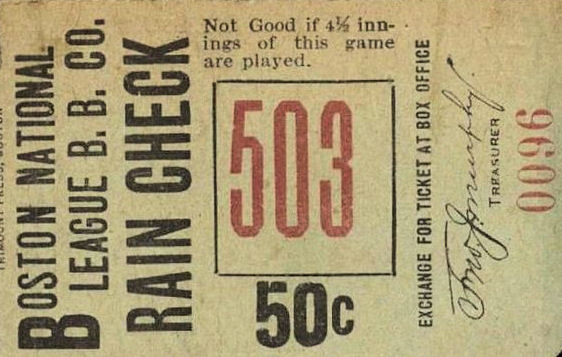 BOSTON NATIONAL
LEAGUE B. B. CO.
RAIN CHECK
Not Good if 4½ inn-
ings of this game
are played.
503
50c
EXCHANGE FOR TICKET AT BOX OFFICE
Murphy
TREASURER
0096